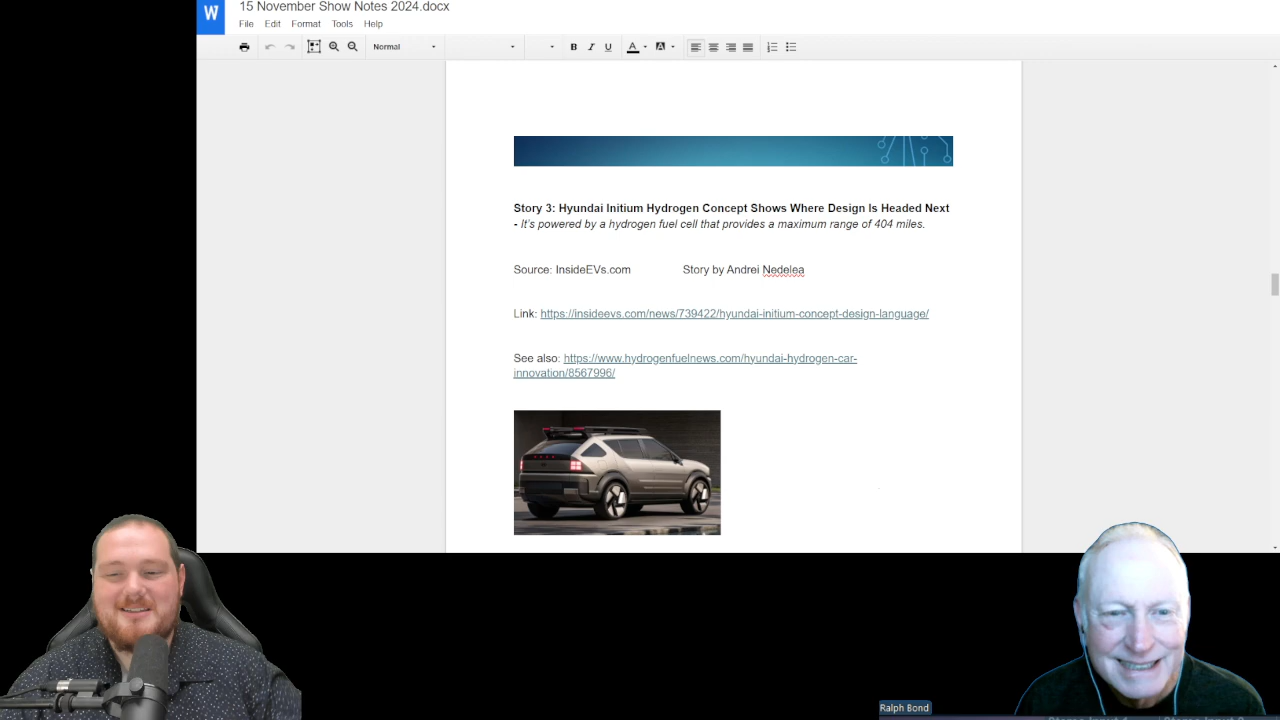 W
15 November Show Notes 2024.docx
File Edit Format Tools Help
Normal
B I U A A
Story 3: Hyundai Initium Hydrogen Concept Shows Where Design Is Headed Next
- It's powered by a hydrogen fuel cell that provides a maximum range of 404 miles.
Source: InsideEVs.com Story by Andrei Nedelea
Link: https://insideevs.com/news/739422/hyundai-initium-concept-design-language/
See also: https://www.hydrogenfuelnews.com/hyundai-hydrogen-car-
innovation/8567996/
Ralph Bond